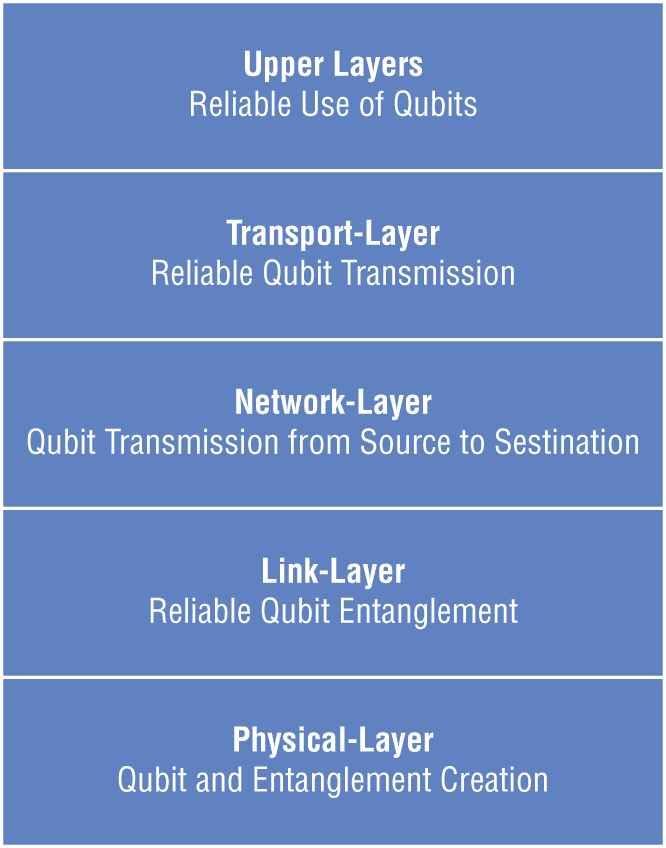 Upper Layers
Reliable Use of Qubits
Transport-Layer
Reliable Qubit Transmission
Network-Layer
Qubit Transmission from Source to Sestination
Link-Layer
Reliable Qubit Entanglement
Physical-Layer
Qubit and Entanglement Creation